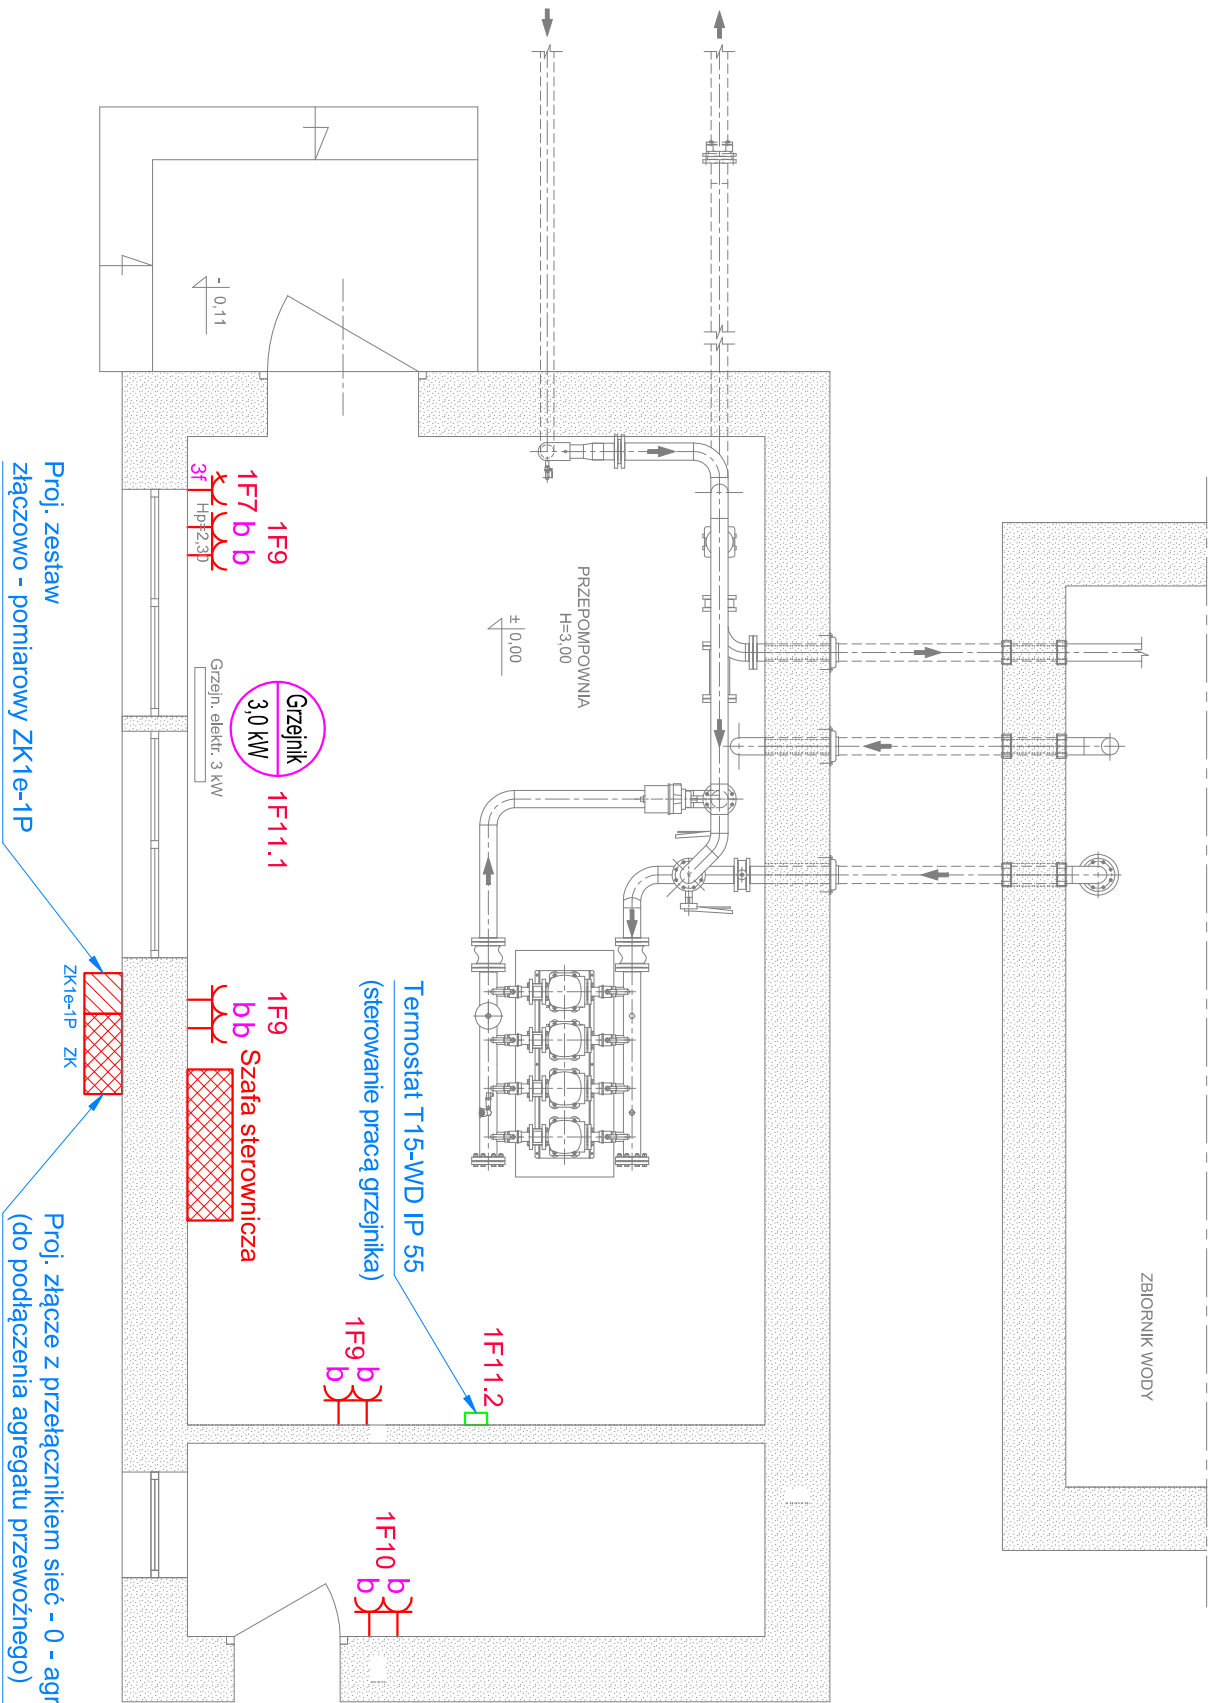 ZBIORNIK WODY
PRZEPOMPOWNIA
H=3,00
± 0,00
- 0,11
1F9
1F7 b b
3f
Hp=2,30
Grzejnik
3,0 kW
1F11.1
Grzejn. elektr. 3 kW
Termostat T15-WD IP 55
(sterowanie pracą grzejnika)
1F11.2
1F9
bb
Szafa sterownicza
b
1F9 b
b
1F10 b
ZK1e-1P ZK
Proj. zestaw
złączowo - pomiarowy ZK1e-1P
Proj. złącze z przełącznikiem sieć - 0 - agr
(do podłączenia agregatu przewoźnego)